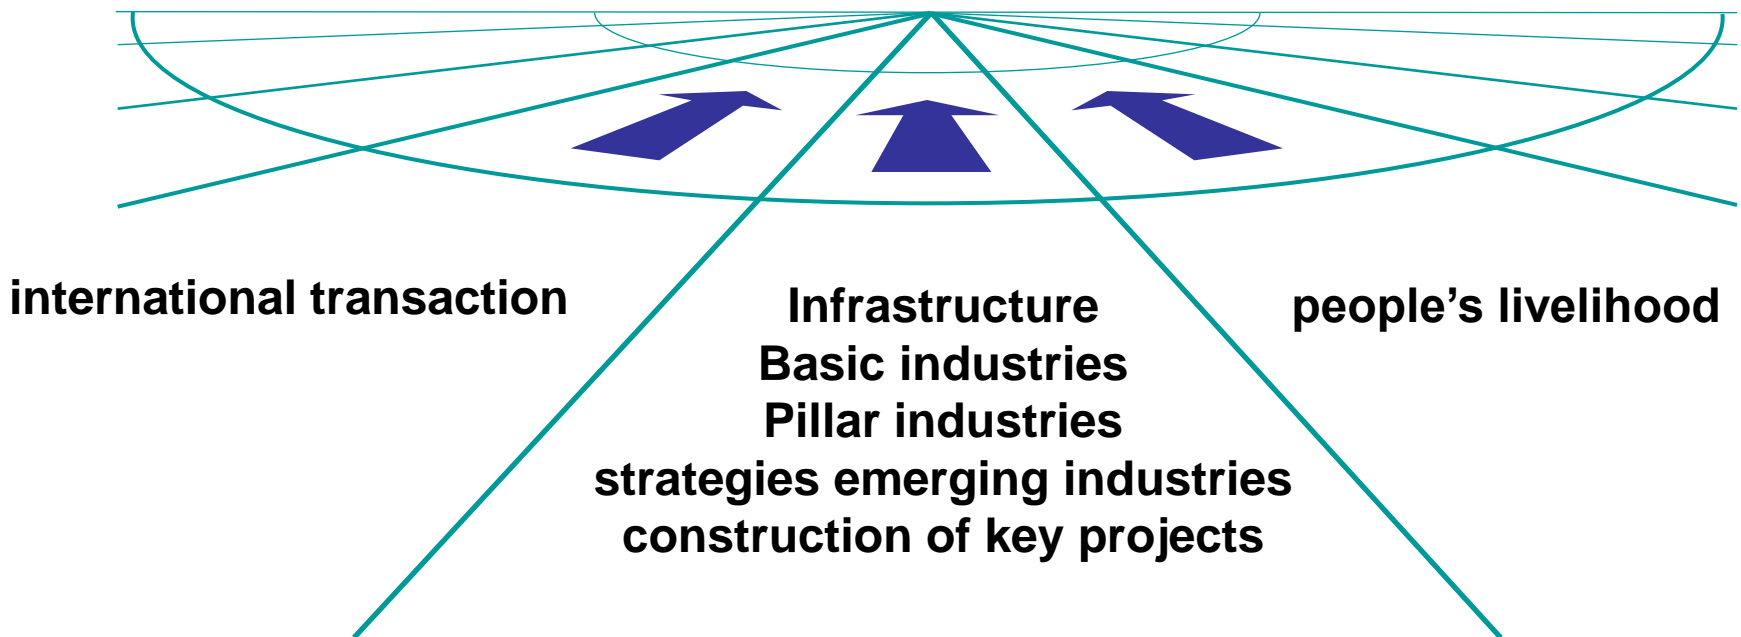 international transaction
Infrastructure
Basic industries
Pillar industries
strategies emerging industries
construction of key projects
people’s livelihood